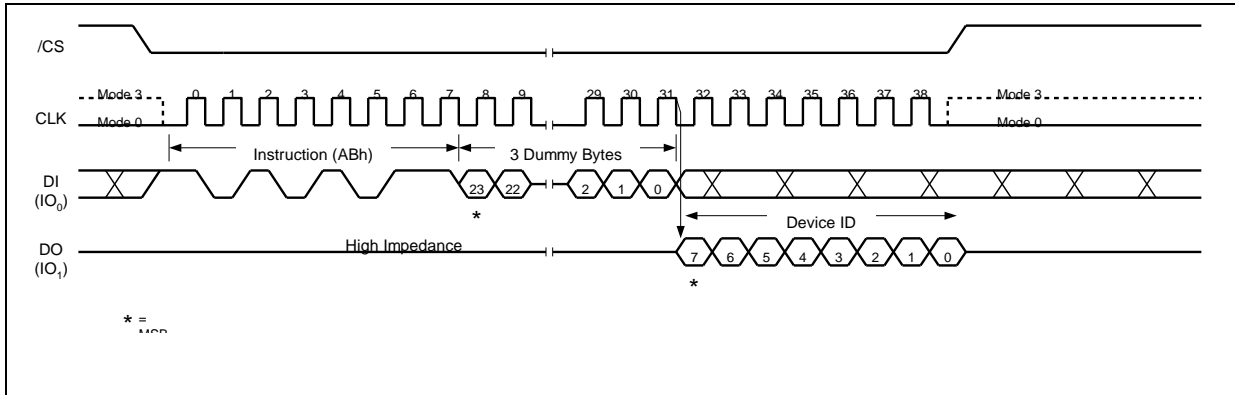 /CS
Mode 3 0 1 2 3 4 5 6 7 8 9 29 30 31 32 33 34 35 36 37 38 Mode 3
CLK
Mode 0 Mode 0
Instruction (ABh) 3 Dummy Bytes
DI
(IO₀)
23 22 2 1 0
*
Device ID
DO
(IO₁)
High Impedance
7 6 5 4 3 2 1 0
*
* =
MSB